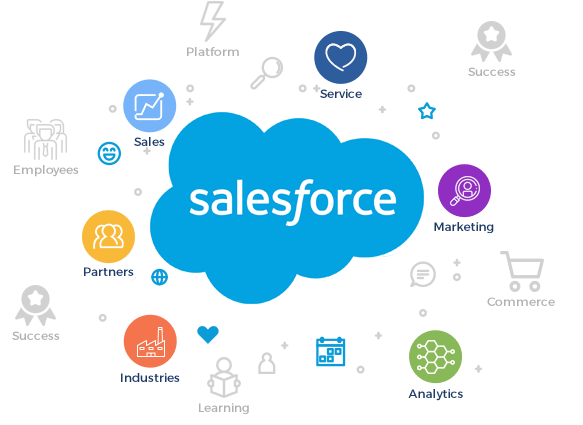 Platform
Success
Service
Sales
Employees
salesforce
Marketing
Partners
Commerce
Success
Industries
Analytics
Learning